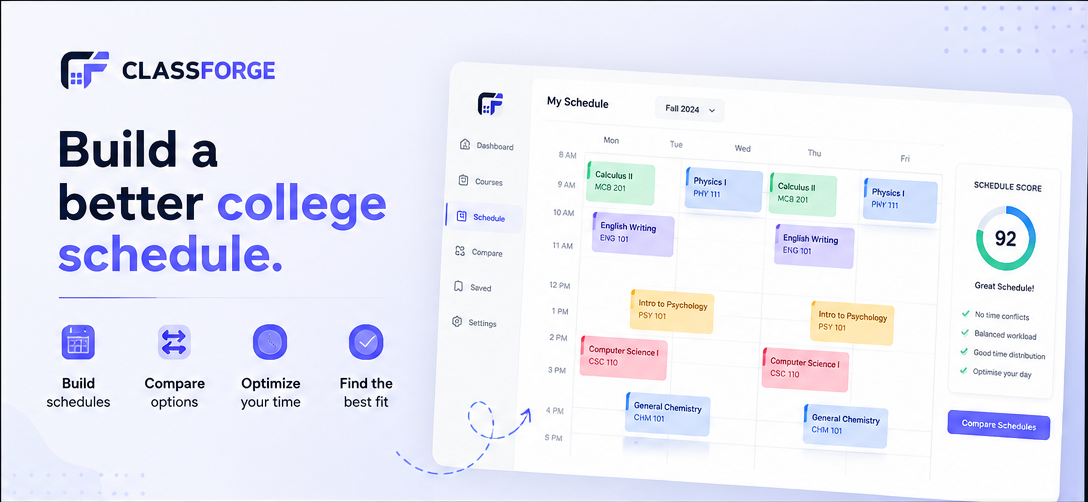 CLASSFORGE
Build a
better college
schedule.
Build
schedules
Compare
options
Optimize
your time
Find the
best fit
Dashboard
Courses
Schedule
Compare
Saved
Settings
My Schedule
Fall 2024
Mon
Tue
Wed
Thu
Fri
8 AM
9 AM
10 AM
11 AM
12 PM
1 PM
2 PM
3 PM
4 PM
5 PM
Calculus II
MCB 201
Physics I
PHY 111
Calculus II
MCB 201
Physics I
PHY 111
English Writing
ENG 101
English Writing
ENG 101
Intro to Psychology
PSY 101
Intro to Psychology
PSY 101
Computer Science I
CSC 110
Computer Science I
CSC 110
General Chemistry
CHM 101
General Chemistry
CHM 101
SCHEDULE SCORE
92
Great Schedule!
No time conflicts
Balanced workload
Good time distribution
Optimise your day
Compare Schedules